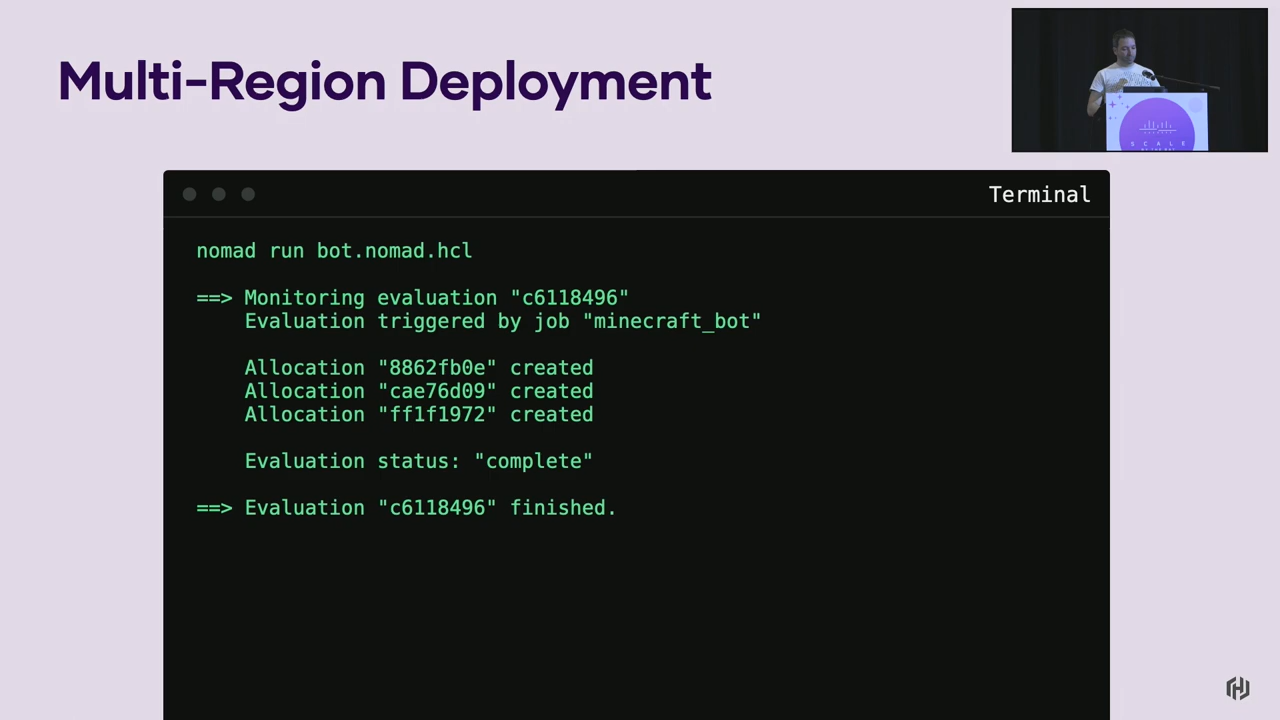 Multi-Region Deployment
SCALE
Terminal
nomad run bot.nomad.hcl
==> Monitoring evaluation "c6118496"
Evaluation triggered by job "minecraft_bot"
Allocation "8862fb0e" created
Allocation "cae76d09" created
Allocation "ff1f1972" created
Evaluation status: "complete"
==> Evaluation "c6118496" finished.